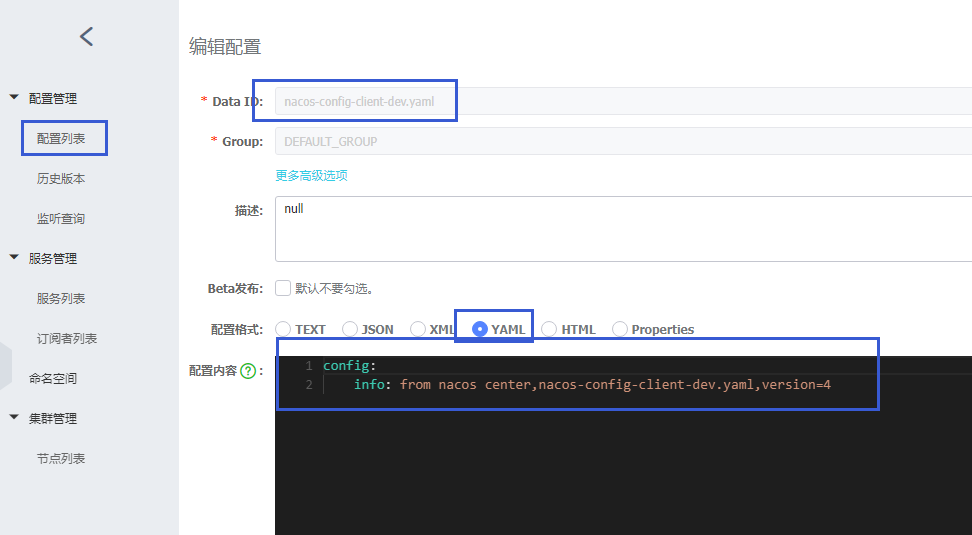 编辑配置
配置管理
配置列表
历史版本
监听查询
服务管理
服务列表
订阅者列表
命名空间
集群管理
节点列表
* Data ID: nacos-config-client-dev.yaml
* Group: DEFAULT_GROUP
更多高级选项
描述: null
Beta发布: 默认不要勾选。
配置格式: TEXT JSON XML YAML HTML Properties
配置内容 ? :
1 config:
2 info: from nacos center,nacos-config-client-dev.yaml,version=4